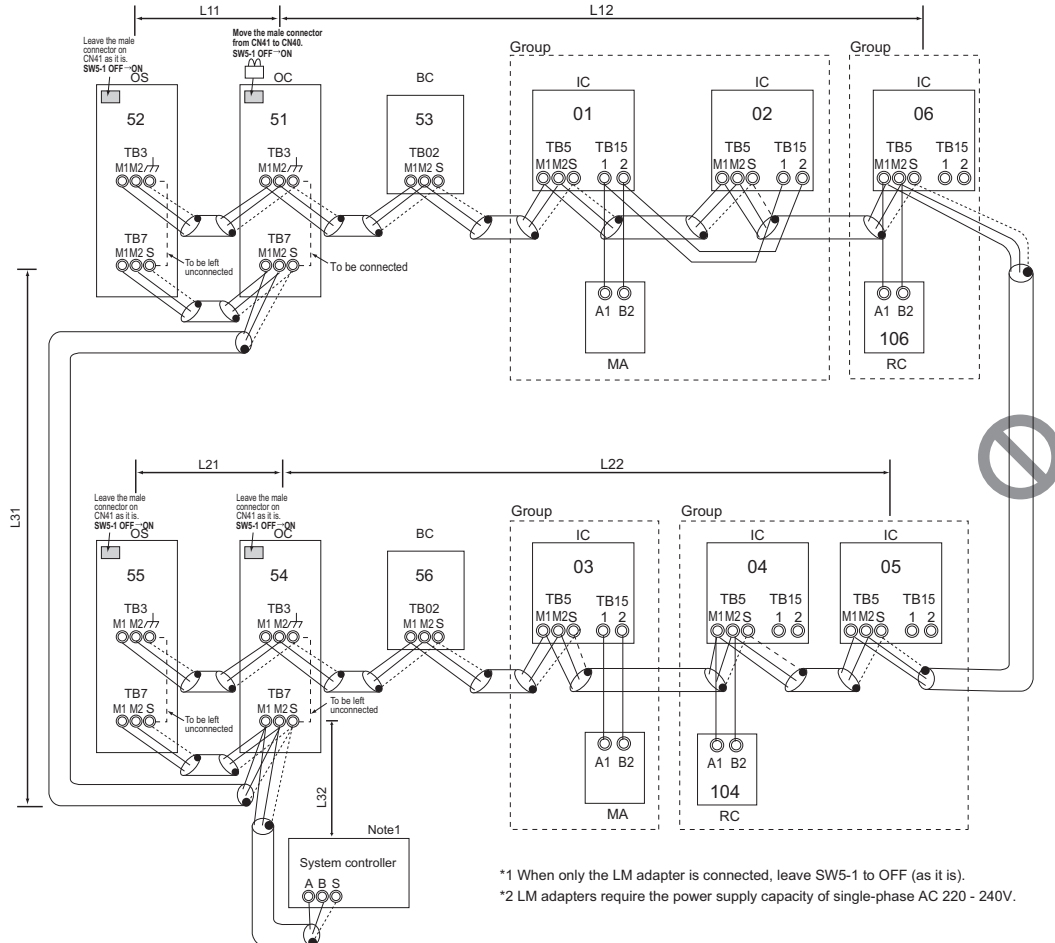 L11
L12
Leave the male
connector on
CN41 as it is.
SW5-1 OFF→ON
Move the male connector
from CN41 to CN40.
SW5-1 OFF→ON
Group
Group
OS
OC
BC
IC
IC
IC
52
51
53
01
02
06
TB3
TB3
TB02
TB5
TB15
TB5
TB15
TB5
TB15
M1M2
M1M2
M1M2 S
M1M2S
1
2
M1M2S
1
2
M1M2S
1
2
TB7
TB7
M1M2 S
M1M2 S
To be left
unconnected
To be connected
A1 B2
MA
A1 B2
106
RC
L31
L21
L22
Leave the male
connector on
CN41 as it is.
SW5-1 OFF→ON
Leave the male
connector on
CN41 as it is.
SW5-1 OFF→ON
Group
Group
OS
OC
BC
IC
IC
IC
55
54
56
03
04
05
TB3
TB3
TB02
TB5
TB15
TB5
TB15
TB5
TB15
M1 M2
M1 M2
M1 M2 S
M1M2S
1 2
M1M2S
1 2
M1M2S
1 2
TB7
TB7
M1 M2 S
M1 M2 S
To be left
unconnected
To be left
unconnected
A1 B2
MA
A1 B2
104
RC
L32
Note1
System controller
A B S
*1 When only the LM adapter is connected, leave SW5-1 to OFF (as it is).
*2 LM adapters require the power supply capacity of single-phase AC 220 - 240V.